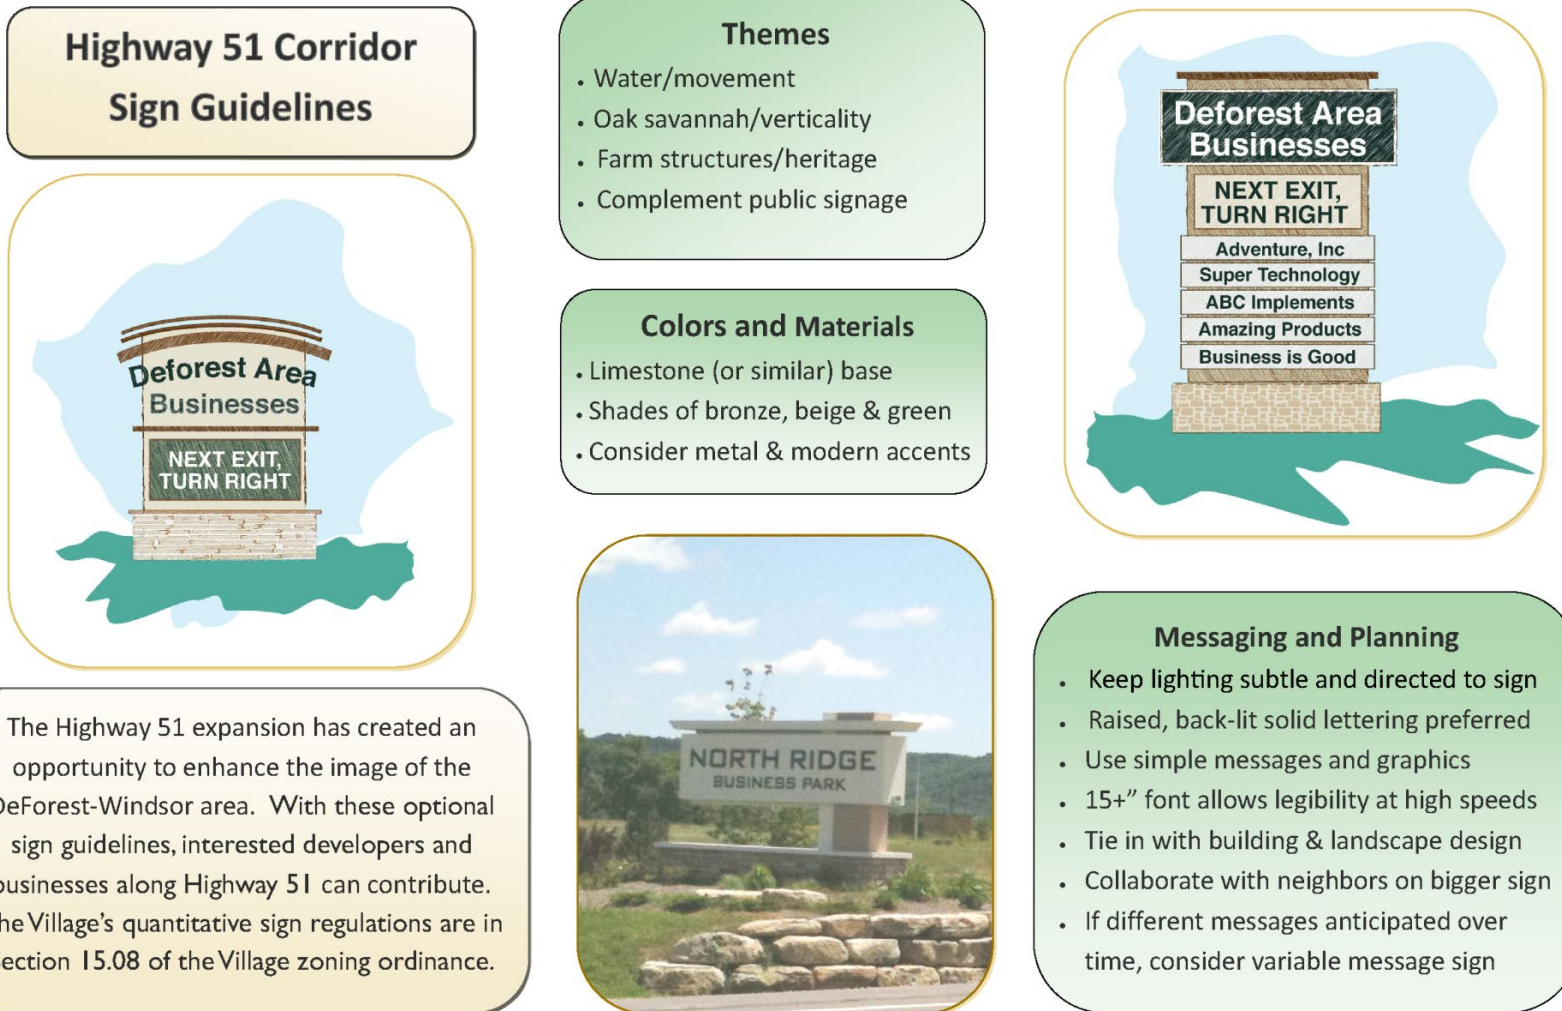 Highway 51 Corridor
Sign Guidelines
Deforest Area
Businesses
NEXT EXIT,
TURN RIGHT
The Highway 51 expansion has created an
opportunity to enhance the image of the
DeForest-Windsor area. With these optional
sign guidelines, interested developers and
businesses along Highway 51 can contribute.
The Village's quantitative sign regulations are in
Section 15.08 of the Village zoning ordinance.
Themes
• Water/movement
• Oak savannah/verticality
• Farm structures/heritage
• Complement public signage
Colors and Materials
• Limestone (or similar) base
• Shades of bronze, beige & green
• Consider metal & modern accents
NORTH RIDGE
BUSINESS PARK
Deforest Area
Businesses
NEXT EXIT,
TURN RIGHT
Adventure, Inc
Super Technology
ABC Implements
Amazing Products
Business is Good
Messaging and Planning
• Keep lighting subtle and directed to sign
• Raised, back-lit solid lettering preferred
• Use simple messages and graphics
• 15+” font allows legibility at high speeds
• Tie in with building & landscape design
• Collaborate with neighbors on bigger sign
• If different messages anticipated over
time, consider variable message sign